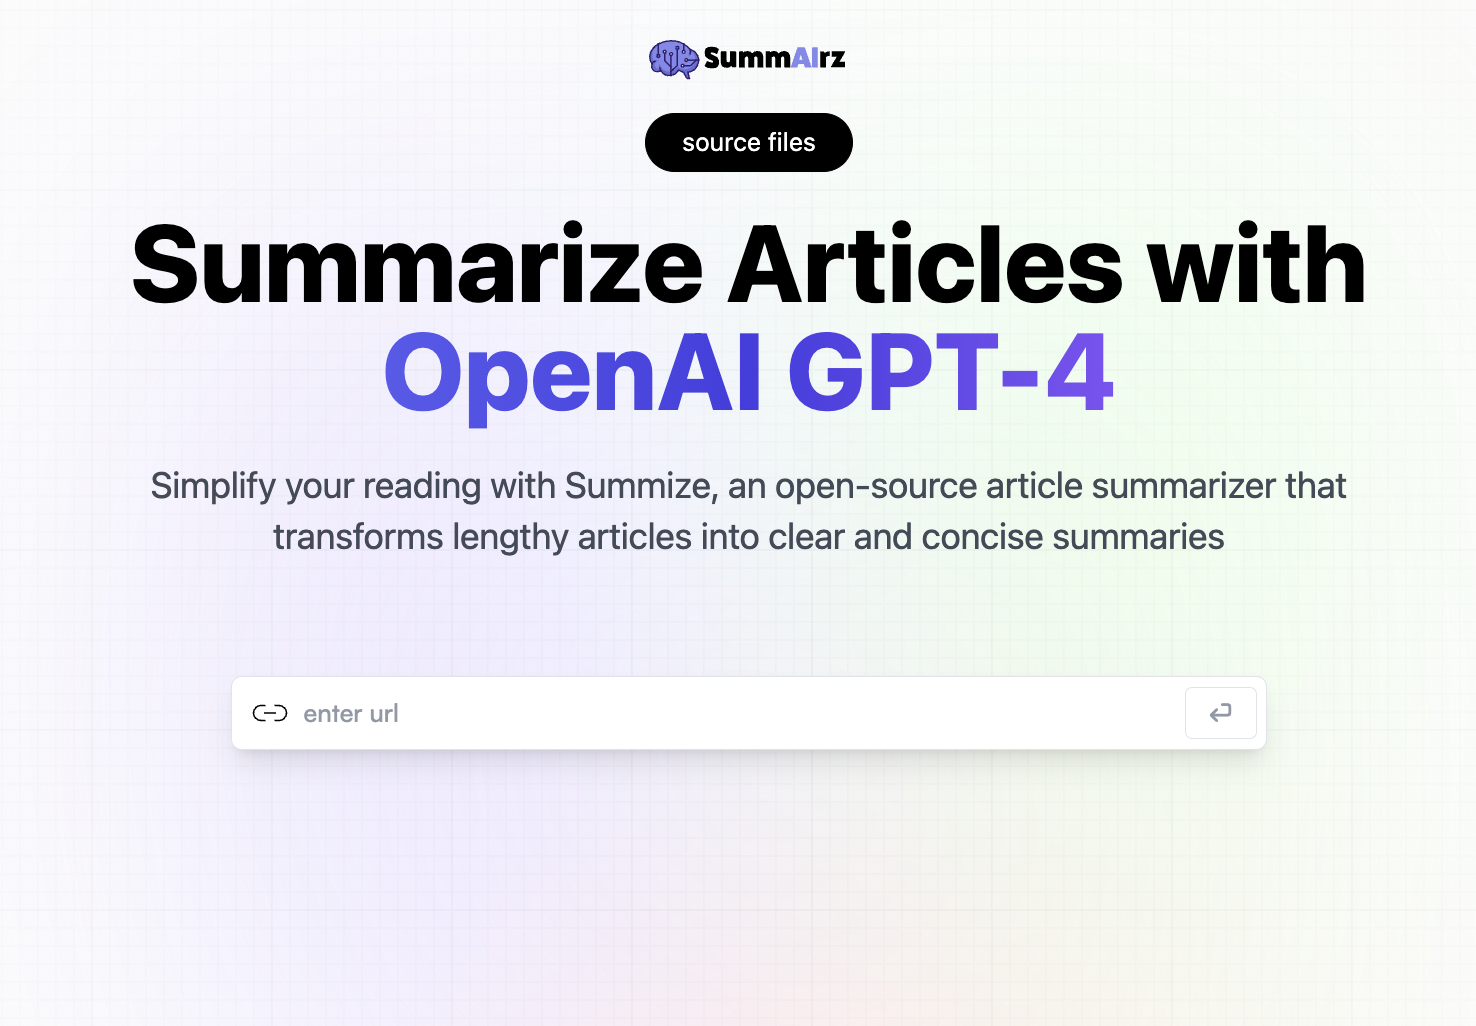 SummAIrz
source files
Summarize Articles with
OpenAI GPT-4
Simplify your reading with Summize, an open-source article summarizer that
transforms lengthy articles into clear and concise summaries
enter url